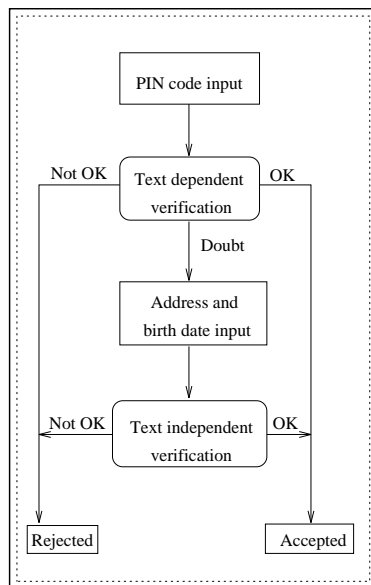 PIN code input
Not OK
Text dependent
verification
OK
Doubt
Address and
birth date input
Not OK
Text independent
verification
OK
Rejected
Accepted